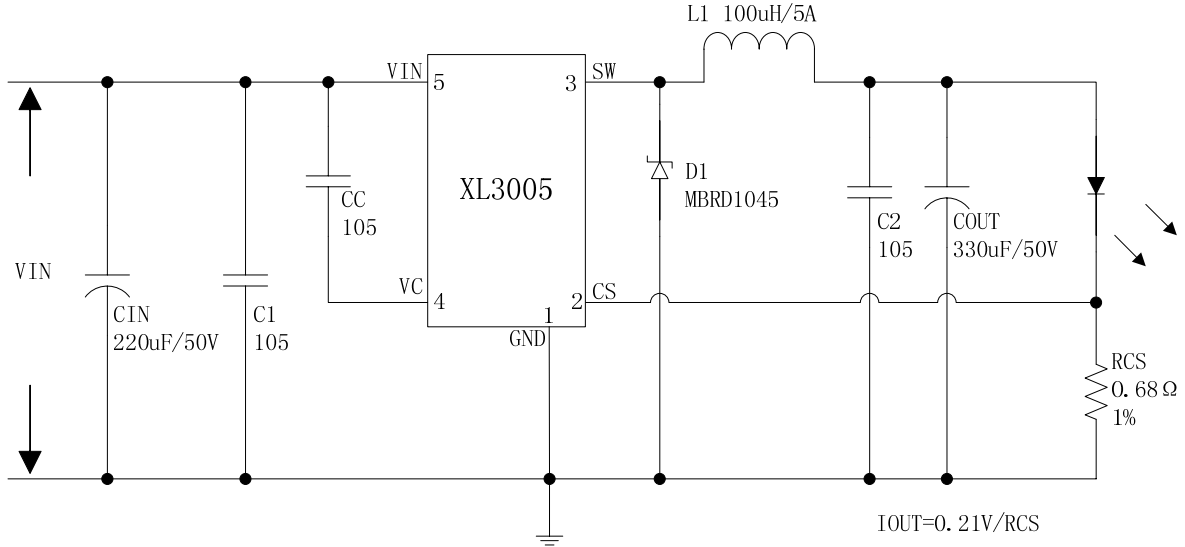 L1 100uH/5A
VIN
5
3
SW
XL3005
D1
MBRD1045
CC
105
C2
105
COUT
330uF/50V
VIN
VC
4
2
CS
1
GND
CIN
220uF/50V
C1
105
RCS
0.68Ω
1%
IOUT=0.21V/RCS